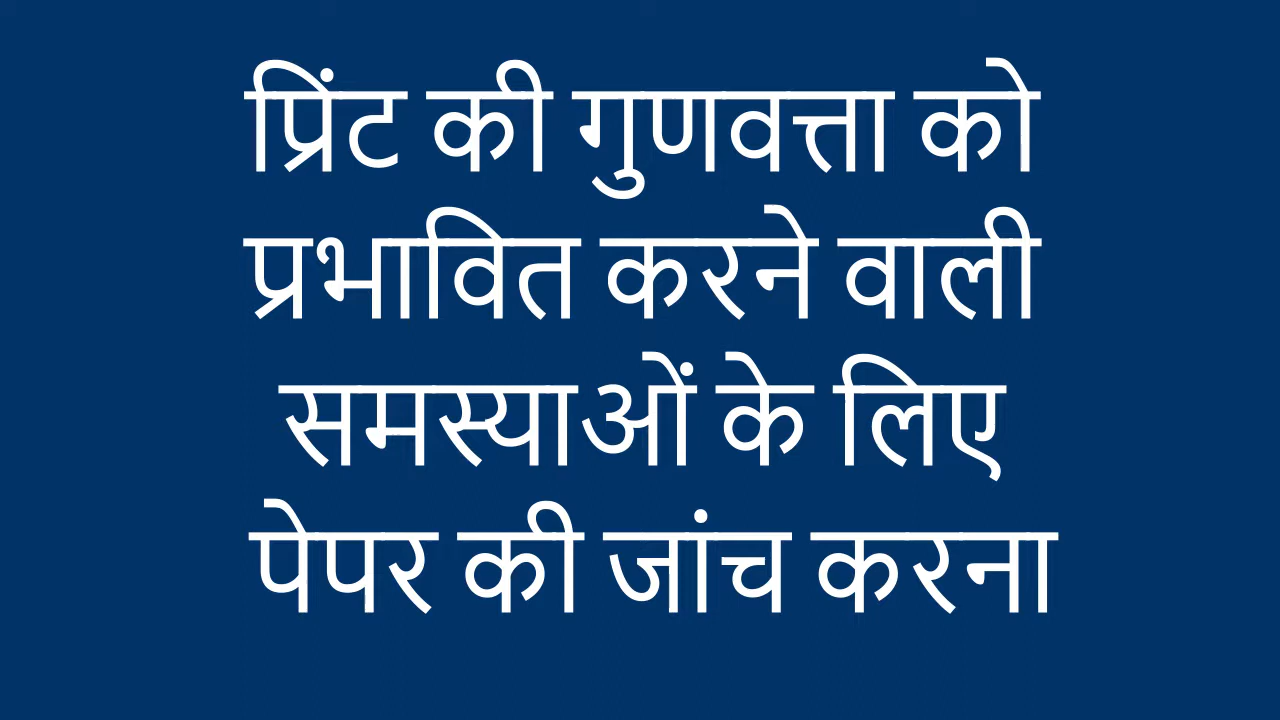 प्रिंट की गुणवत्ता को
प्रभावित करने वाली
समस्याओं के लिए
पेपर की जांच करना